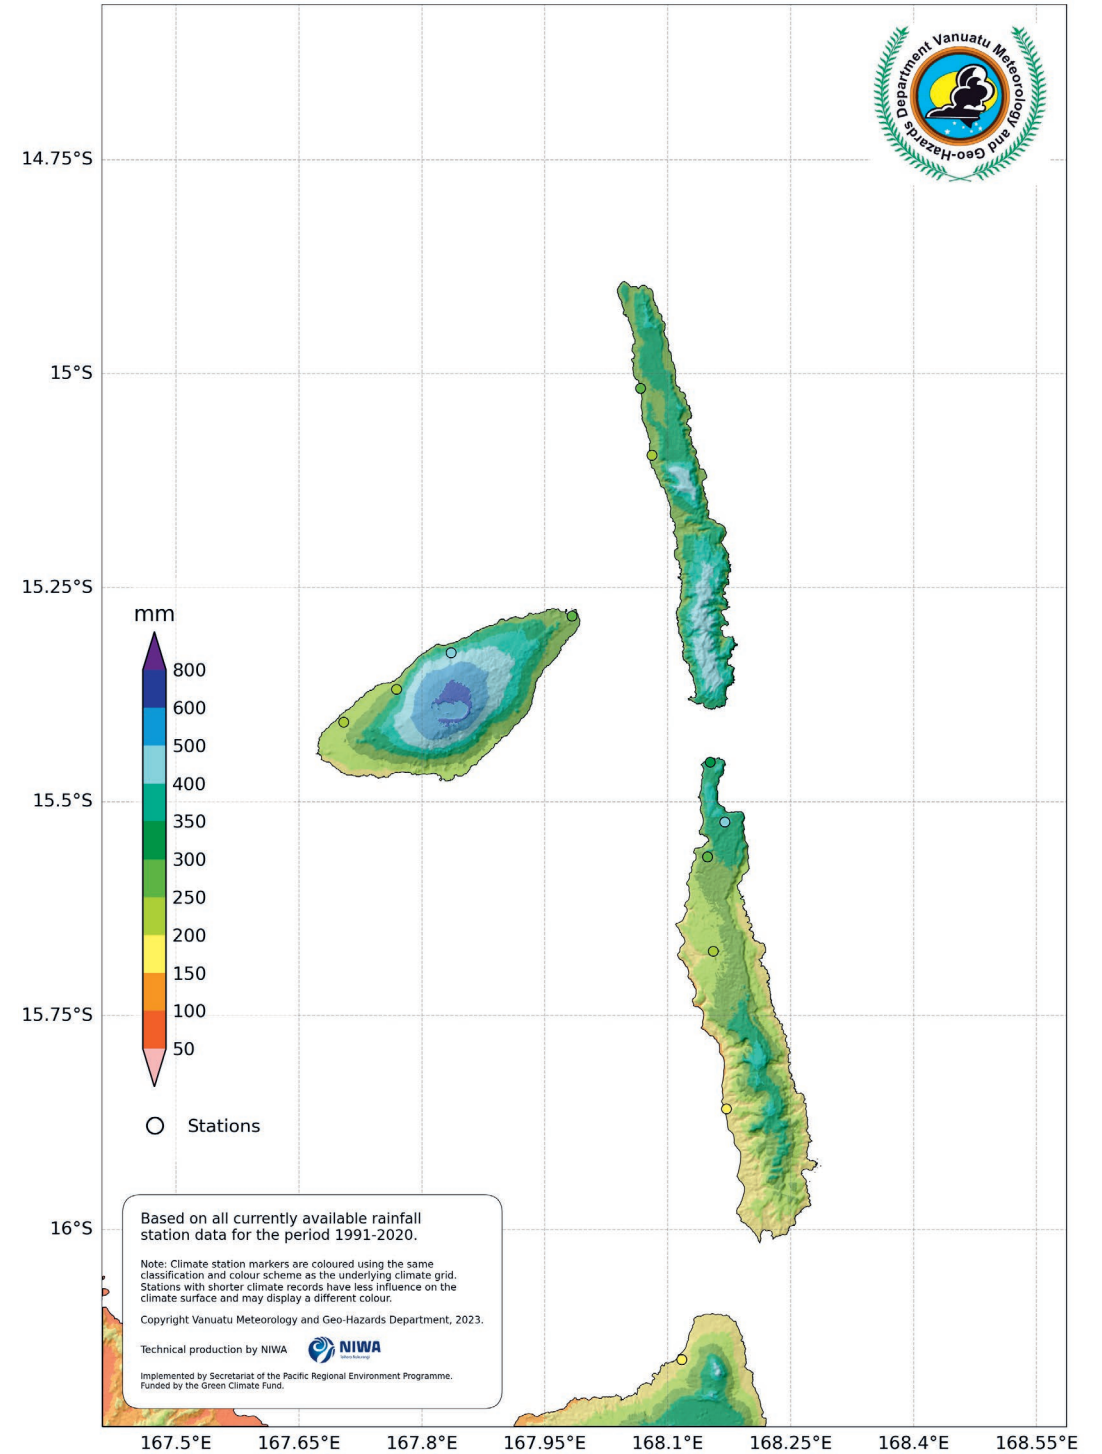 Vanuatu Meteorology and Geo-Hazards Department
14.75°S
15°S
15.25°S
15.5°S
15.75°S
16°S
mm
800
600
500
400
350
300
250
200
150
100
50
Stations
Based on all currently available rainfall
station data for the period 1991-2020.
Note: Climate station markers are coloured using the same
classification and colour scheme as the underlying climate grid.
Stations with shorter climate records have less influence on the
climate surface and may display a different colour.
Copyright Vanuatu Meteorology and Geo-Hazards Department, 2023.
Technical production by NIWA
NIWA
Implemented by Secretariat of the Pacific Regional Environment Programme.
Funded by the Green Climate Fund.
167.5°E 167.65°E 167.8°E 167.95°E 168.1°E 168.25°E 168.4°E 168.55°E